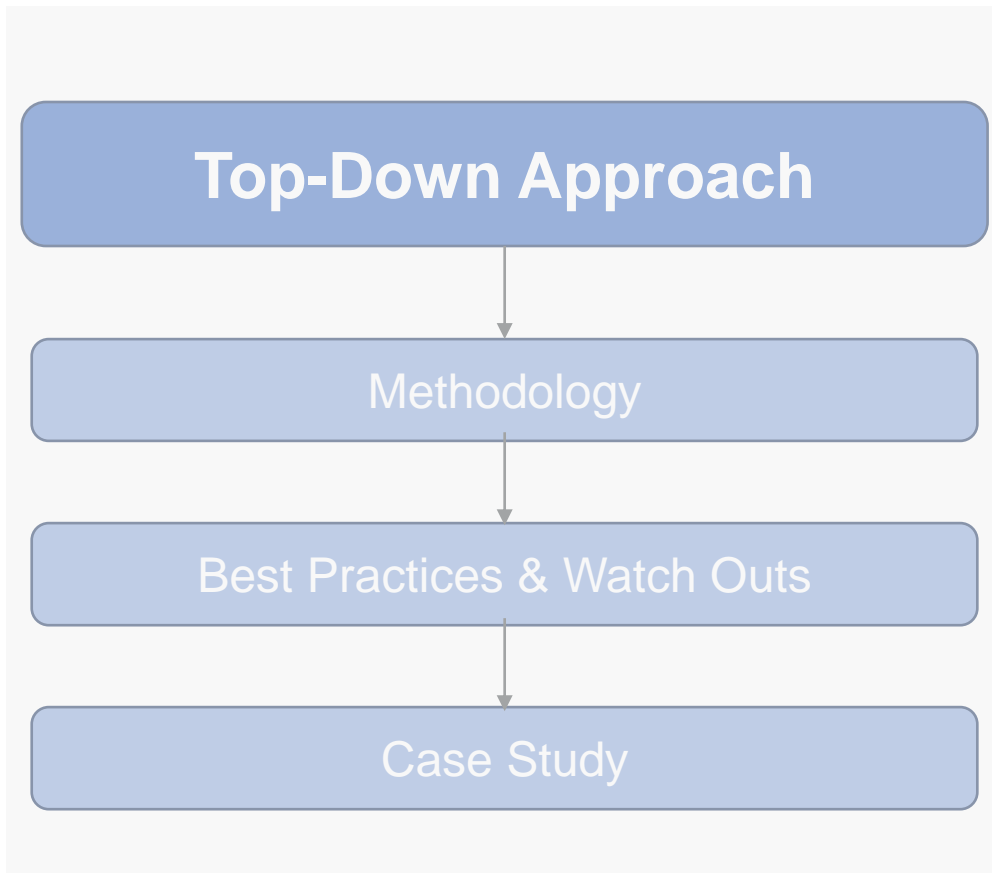 Top-Down Approach
Methodology
Best Practices & Watch Outs
Case Study